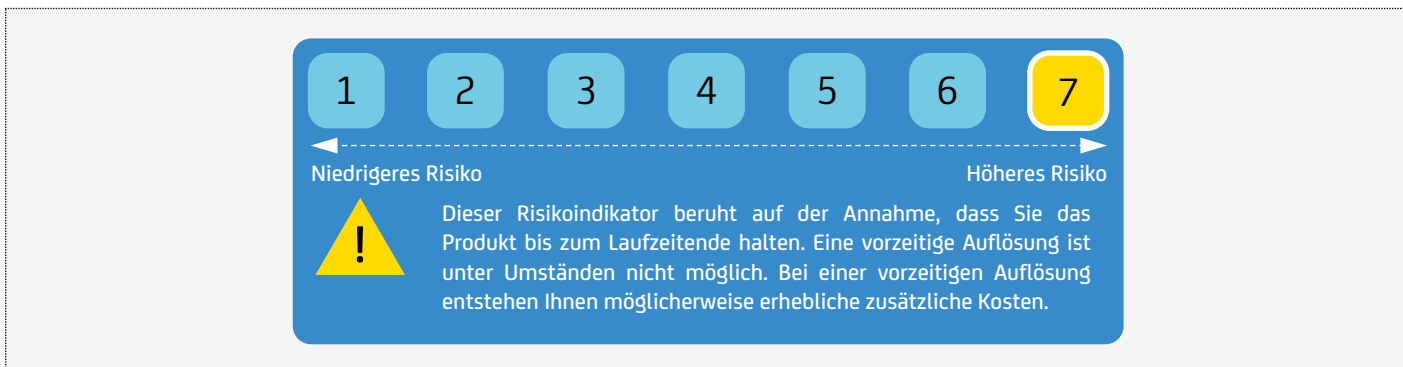 1 2 3 4 5 6 7
Niedrigeres Risiko Höheres Risiko
!
Dieser Risikoindikator beruht auf der Annahme, dass Sie das
Produkt bis zum Laufzeitende halten. Eine vorzeitige Auflösung ist
unter Umständen nicht möglich. Bei einer vorzeitigen Auflösung
entstehen Ihnen möglicherweise erhebliche zusätzliche Kosten.